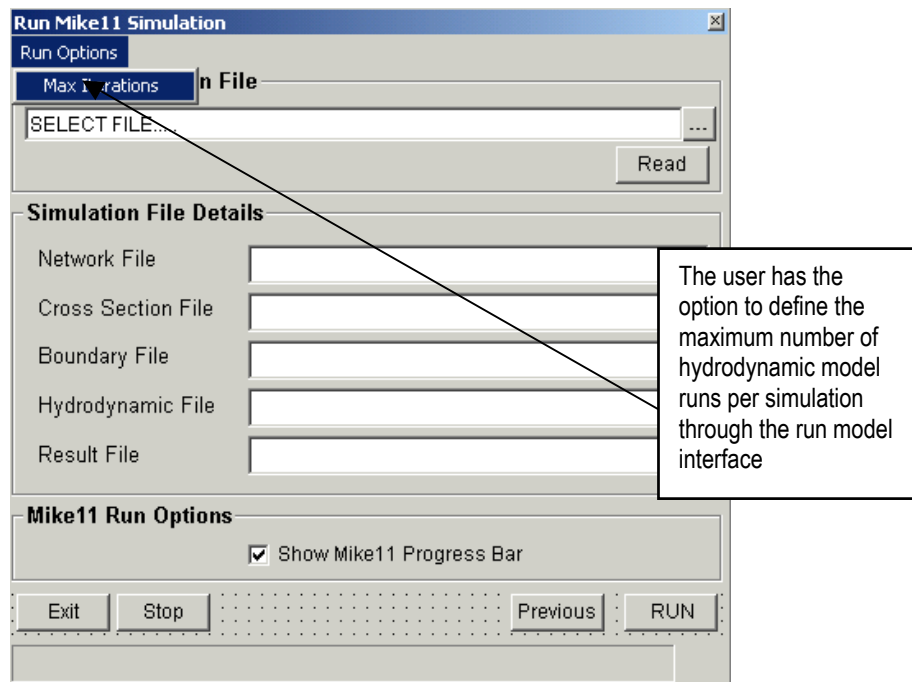 Run Mike11 Simulation
Run Options
Max Iterations
n File
SELECT FILE.....
...
Read
Simulation File Details
Network File
Cross Section File
Boundary File
Hydrodynamic File
Result File
The user has the
option to define the
maximum number of
hydrodynamic model
runs per simulation
through the run model
interface
Mike11 Run Options
Show Mike11 Progress Bar
Exit
Stop
Previous
RUN